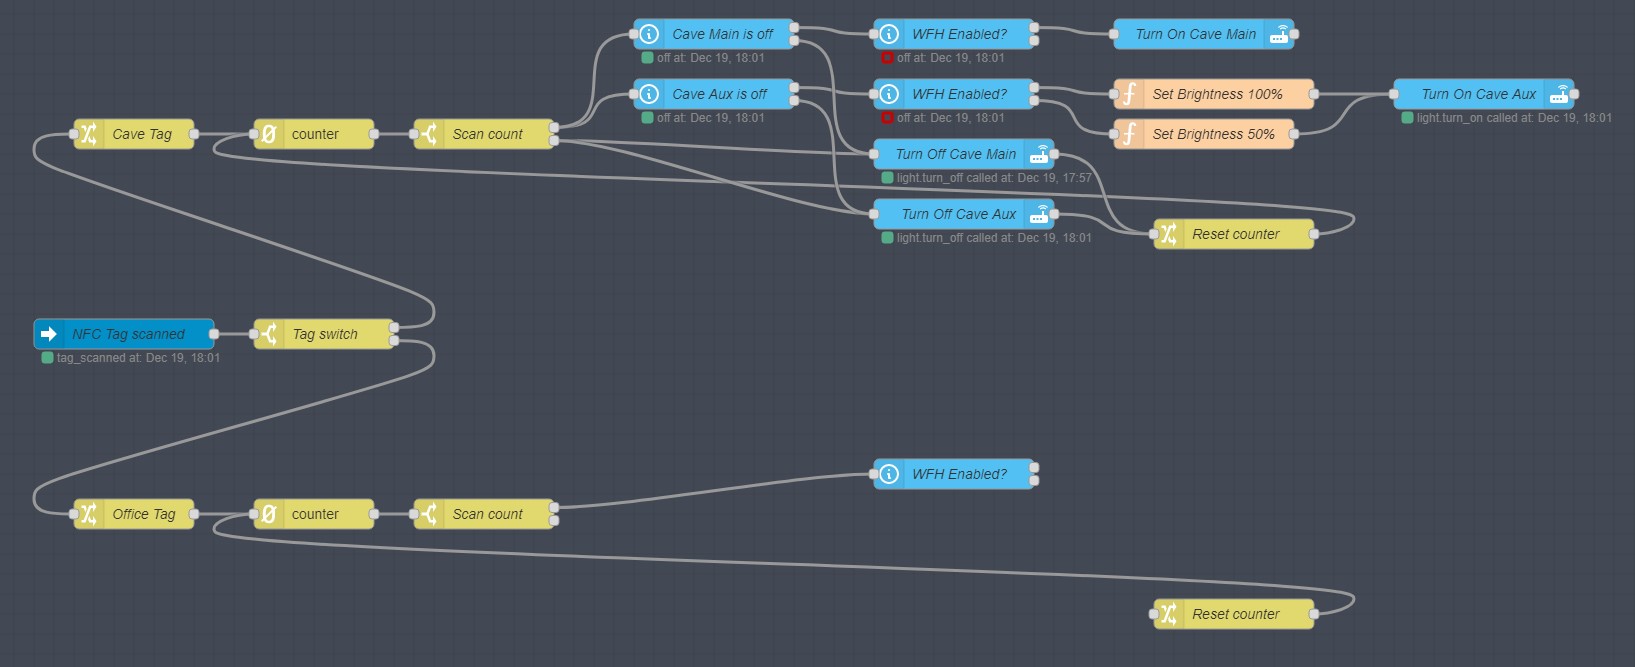 Cave Main is off
off at: Dec 19, 18:01
WFH Enabled?
off at: Dec 19, 18:01
Turn On Cave Main
Cave Aux is off
off at: Dec 19, 18:01
WFH Enabled?
off at: Dec 19, 18:01
Set Brightness 100%
Turn On Cave Aux
light.turn_on called at: Dec 19, 18:01
Cave Tag
counter
Scan count
Set Brightness 50%
Turn Off Cave Main
light.turn_off called at: Dec 19, 17:57
Turn Off Cave Aux
light.turn_off called at: Dec 19, 18:01
Reset counter
NFC Tag scanned
tag_scanned at: Dec 19, 18:01
Tag switch
WFH Enabled?
Office Tag
counter
Scan count
Reset counter